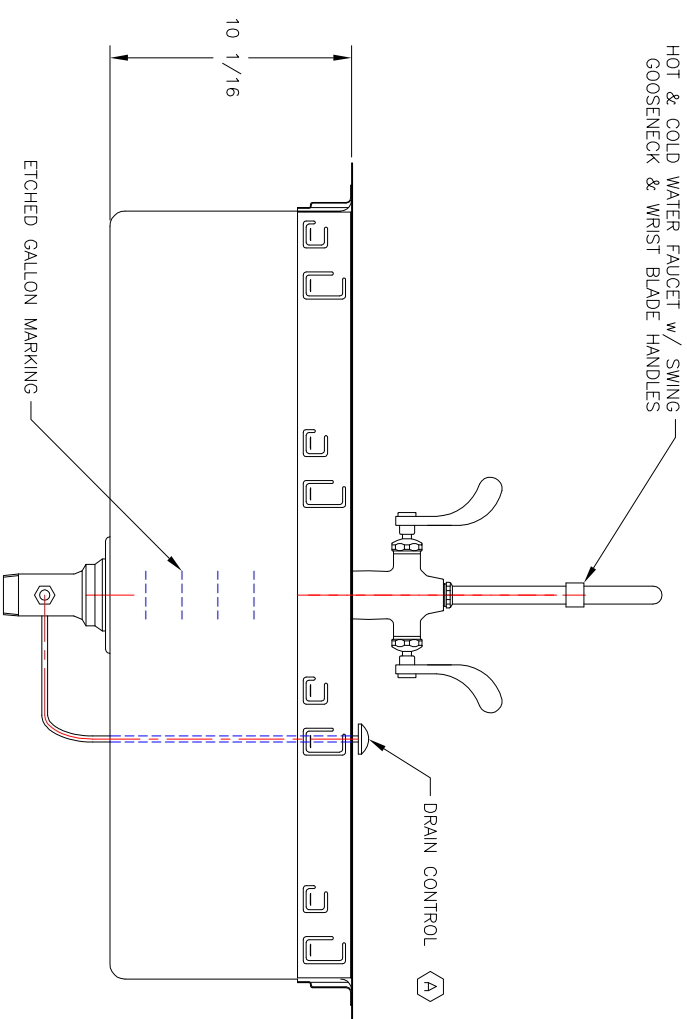 HOT & COLD WATER FAUCET w/ SWING
GOOSENECK & WRIST BLADE HANDLES
10 1/16
DRAIN CONTROL A
ETCHED GALLON MARKING